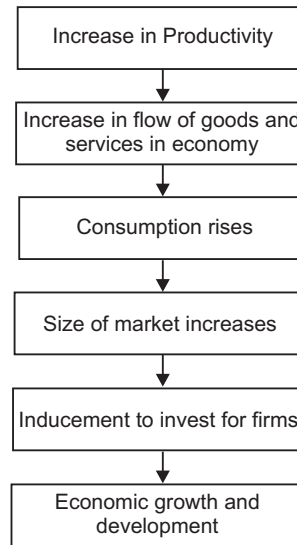 Increase in Productivity
Increase in flow of goods and
services in economy
Consumption rises
Size of market increases
Inducement to invest for firms
Economic growth and
development